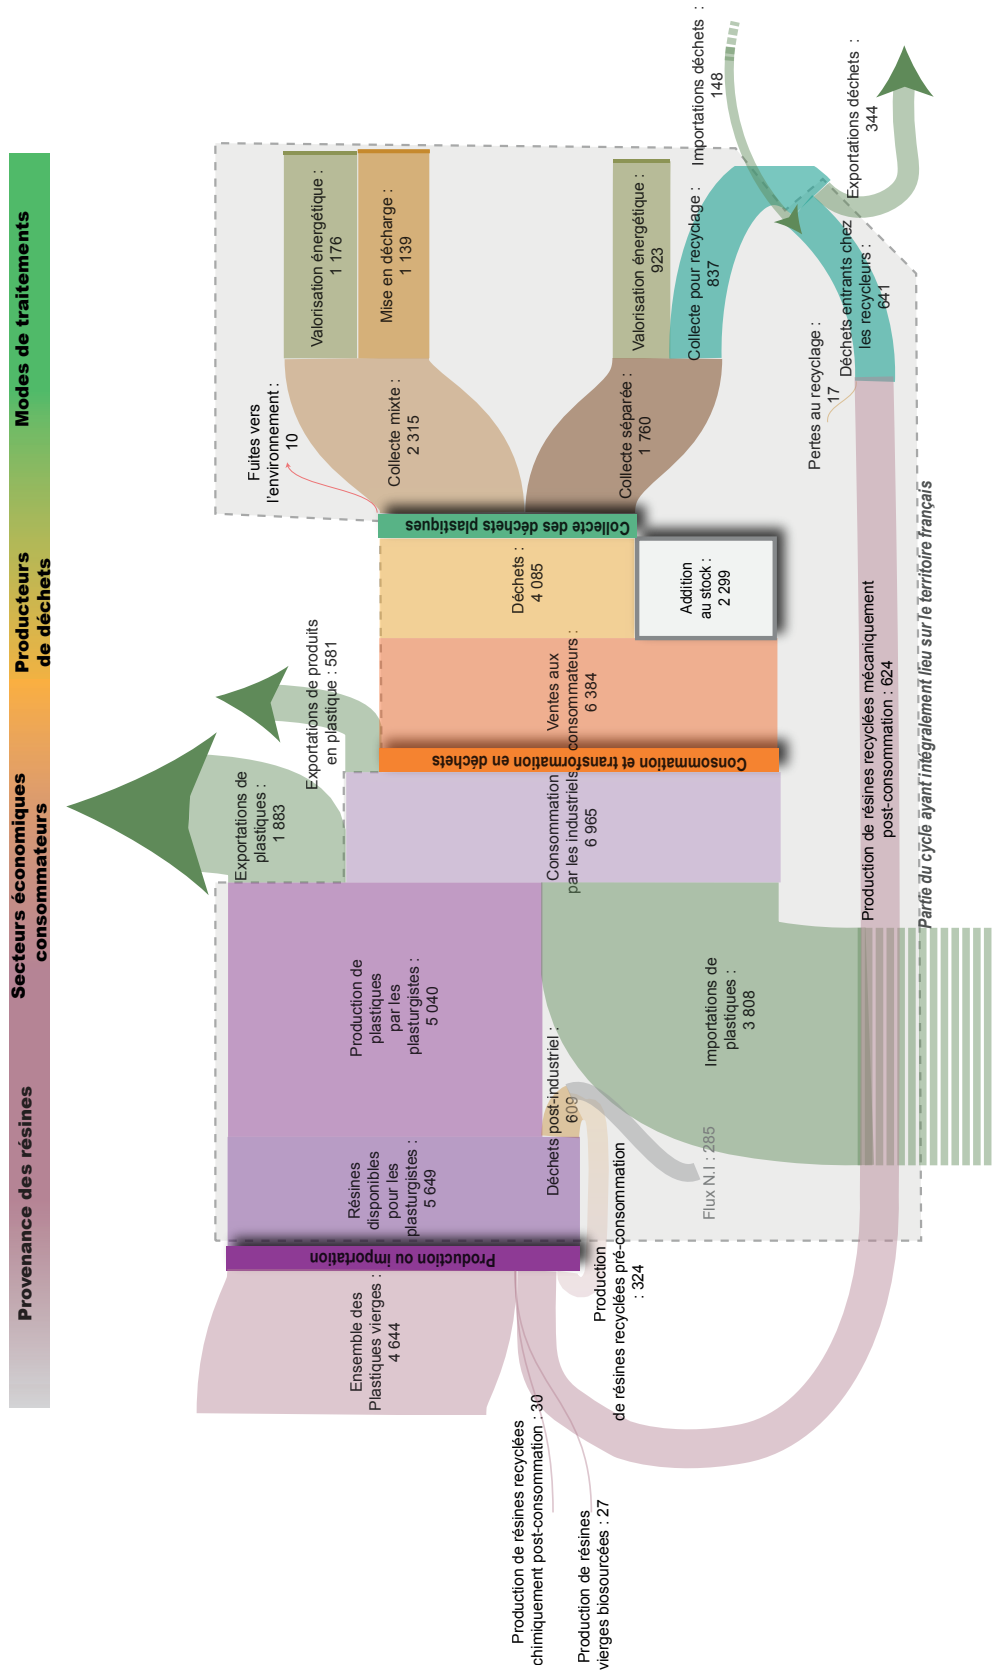 Provenance des résines
Secteurs économiques
consommateurs
Producteurs
de déchets
Modes de traitements
Production de résines recyclées
chimiquement post-consommation : 30
Production de résines
vierges biosourcées : 27
Ensemble des
Plastiques vierges :
4 644
Production ou importation
Production
de résines recyclées pré-consommation
: 324
Résines
disponibles
pour les
plasturgistes :
5 649
Déchets post-industriel :
609
Flux N.I : 285
Production de
plastiques
par les
plasturgistes :
5 040
Importations de
plastiques :
3 808
Exportations de
plastiques :
1 883
Consommation
par les industriels :
6 965
Exportations de produits
en plastique : 581
Consommation et transformation en déchets
Ventes aux
consommateurs :
6 384
Déchets :
4 085
Addition
au stock :
2 299
Collecte des déchets plastiques
Fuites vers
l'environnement :
10
Collecte mixte :
2 315
Collecte séparée :
1 760
Valorisation énergétique :
1 176
Mise en décharge :
1 139
Valorisation énergétique :
923
Collecte pour recyclage :
837
Importations déchets :
148
Exportations déchets :
344
Déchets entrants chez
les recycleurs :
641
Pertes au recyclage :
17
Production de résines recyclées mécaniquement
post-consommation : 624
Partie du cycle ayant intégralement lieu sur le territoire français